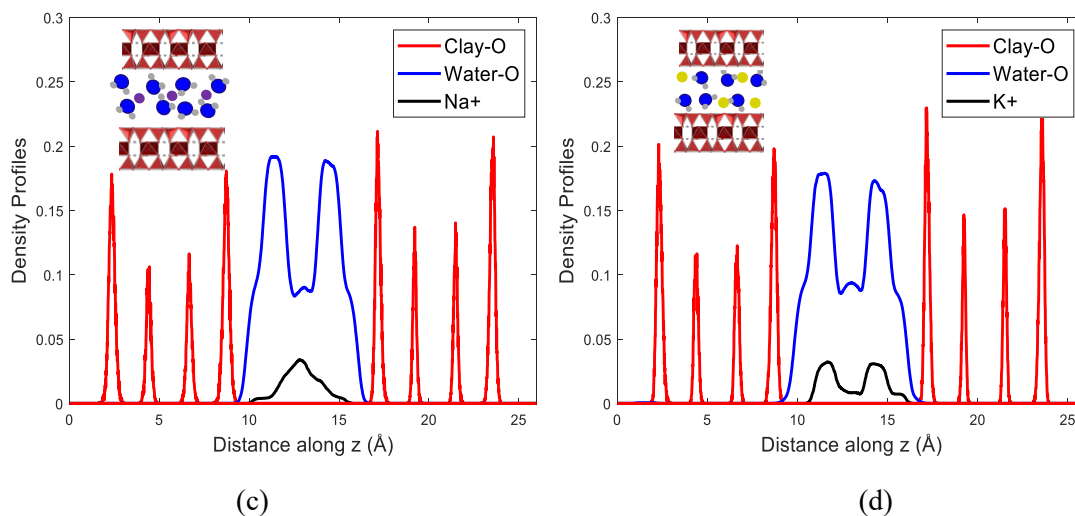 0.3
0.25
0.2
0.15
0.1
0.05
0
Density Profiles
Clay-O
Water-O
Na+
0 5 10 15 20 25
Distance along z (Å)
(c)
0.3
0.25
0.2
0.15
0.1
0.05
0
Density Profiles
Clay-O
Water-O
K+
0 5 10 15 20 25
Distance along z (Å)
(d)